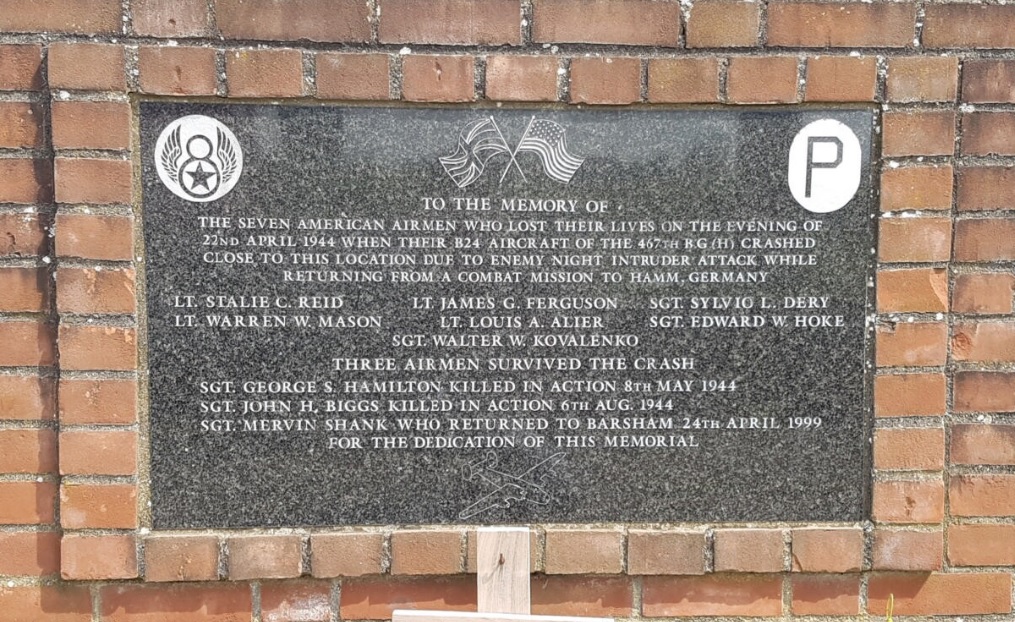 8
P
TO THE MEMORY OF
THE SEVEN AMERICAN AIRMEN WHO LOST THEIR LIVES ON THE EVENING OF
22ND APRIL 1944 WHEN THEIR B24 AIRCRAFT OF THE 467TH B.G (H) CRASHED
CLOSE TO THIS LOCATION DUE TO ENEMY NIGHT INTRUDER ATTACK WHILE
RETURNING FROM A COMBAT MISSION TO HAMM, GERMANY
LT. STALIE C. REID LT. JAMES G. FERGUSON SGT. SYLVIO L. DERY
LT. WARREN W. MASON LT. LOUIS A. ALIER SGT. EDWARD W. HOKE
SGT. WALTER W. KOVALENKO
THREE AIRMEN SURVIVED THE CRASH
SGT. GEORGE S. HAMILTON KILLED IN ACTION 8TH MAY 1944
SGT. JOHN H. BIGGS KILLED IN ACTION 6TH AUG. 1944
SGT. MERVIN SHANK WHO RETURNED TO BARSHAM 24TH APRIL 1999
FOR THE DEDICATION OF THIS MEMORIAL